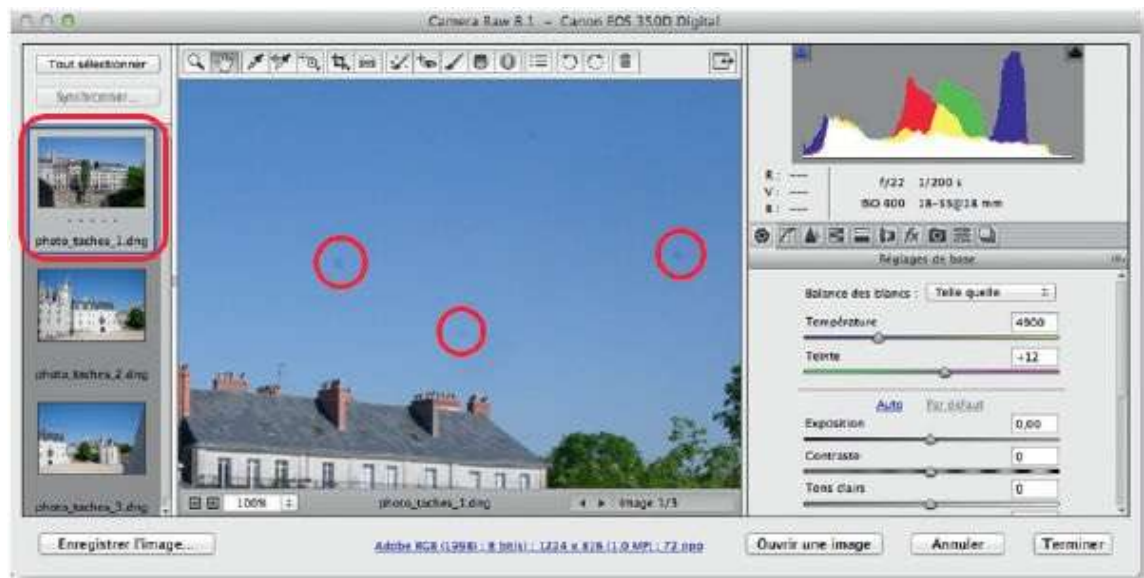 Camera Raw 8.1 – Canon EOS 350D Digital
Tout sélectionner
Synchroniser...
photo_taches_1.dng
photo_taches_2.dng
photo_taches_3.dng
100%
photo_taches_1.dng
Image 1/3
R : ---
V : ---
B : ---
f/22 1/200 s
ISO 400 18-55@18 mm
Réglages de base
Balance des blancs : Telle quelle
Température 4900
Teinte +12
Auto Par défaut
Exposition 0,00
Contraste 0
Tons clairs 0
Enregistrer l'image...
Adobe RGB (1998) ; 8 bit(s) ; 1224 x 816 (1,0 MP) ; 72 ppp
Ouvrir une image
Annuler
Terminer